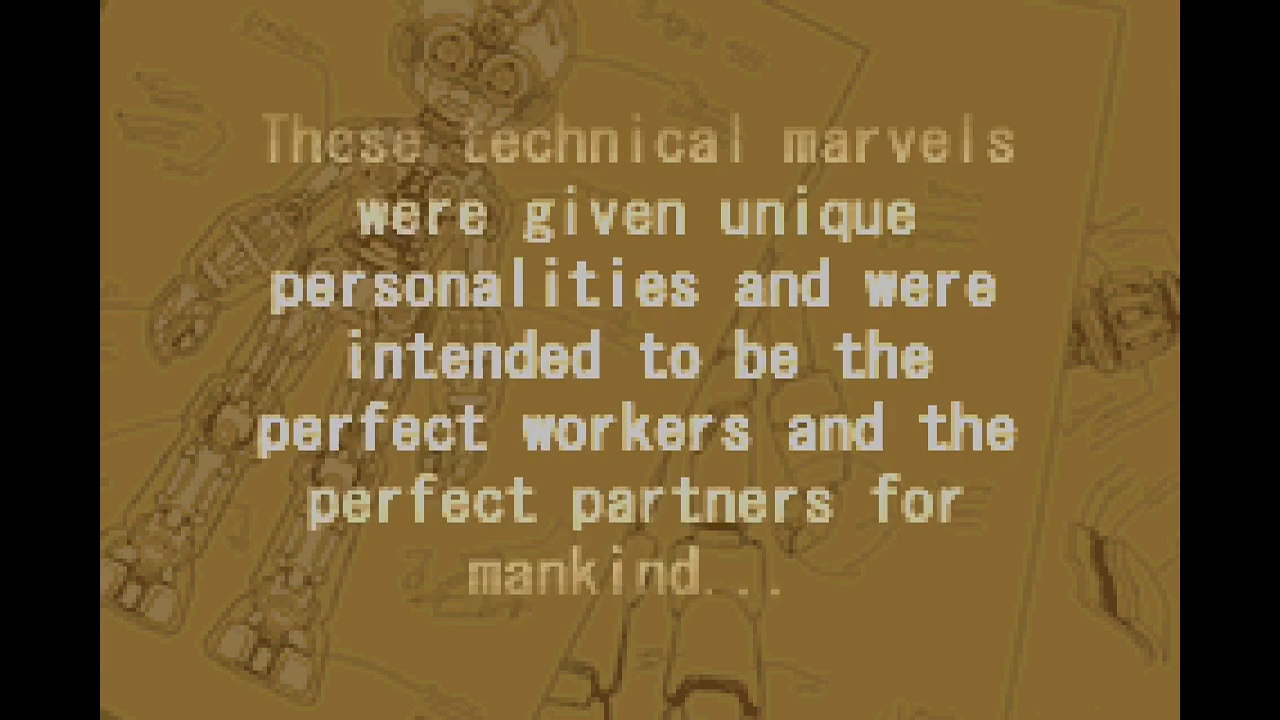 These technical marvels
were given unique
personalities and were
intended to be the
perfect workers and the
perfect partners for
mankind...